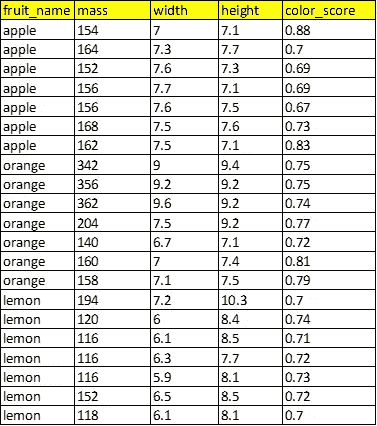 fruit_name mass width height color_score
apple 154 7 7.1 0.88
apple 164 7.3 7.7 0.7
apple 152 7.6 7.3 0.69
apple 156 7.7 7.1 0.69
apple 156 7.6 7.5 0.67
apple 168 7.5 7.6 0.73
apple 162 7.5 7.1 0.83
orange 342 9 9.4 0.75
orange 356 9.2 9.2 0.75
orange 362 9.6 9.2 0.74
orange 204 7.5 9.2 0.77
orange 140 6.7 7.1 0.72
orange 160 7 7.4 0.81
orange 158 7.1 7.5 0.79
lemon 194 7.2 10.3 0.7
lemon 120 6 8.4 0.74
lemon 116 6.1 8.5 0.71
lemon 116 6.3 7.7 0.72
lemon 116 5.9 8.1 0.73
lemon 152 6.5 8.5 0.72
lemon 118 6.1 8.1 0.7